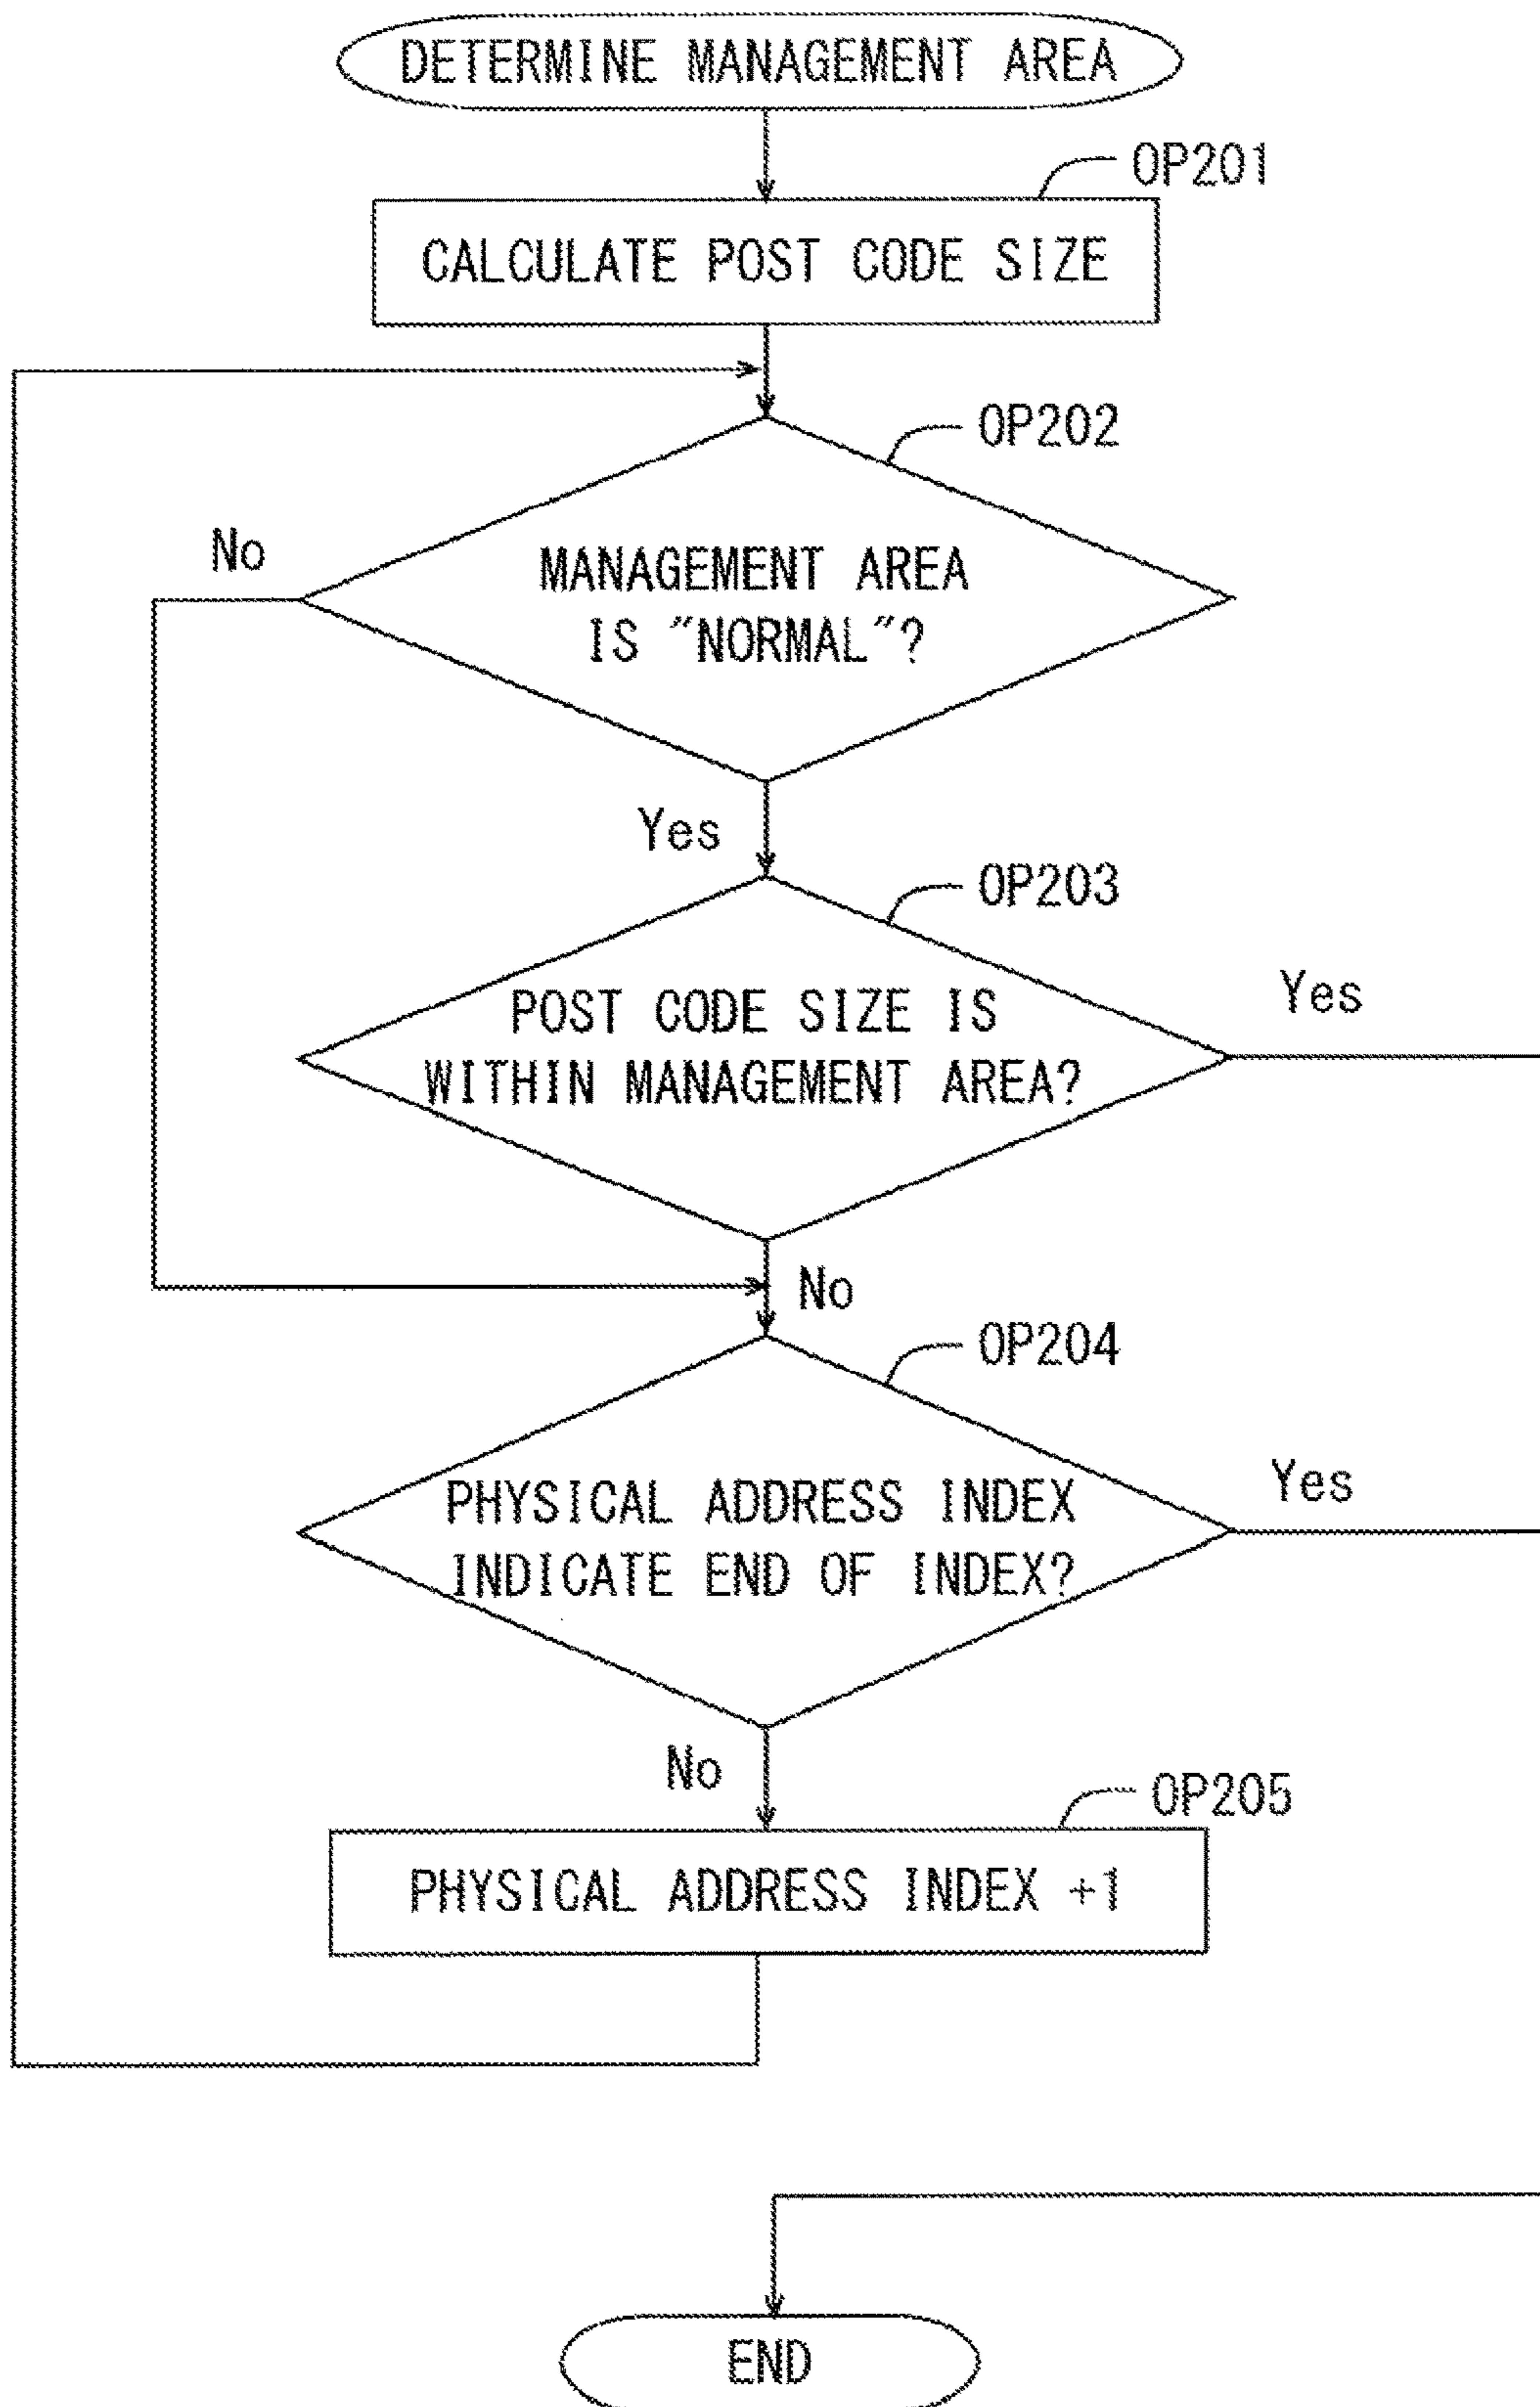 DETERMINE MANAGEMENT AREA
OP201
CALCULATE POST CODE SIZE
OP202
No
MANAGEMENT AREA
IS "NORMAL"?
Yes
OP203
Yes
POST CODE SIZE IS
WITHIN MANAGEMENT AREA?
No
OP204
Yes
PHYSICAL ADDRESS INDEX
INDICATE END OF INDEX?
No
OP205
PHYSICAL ADDRESS INDEX +1
END